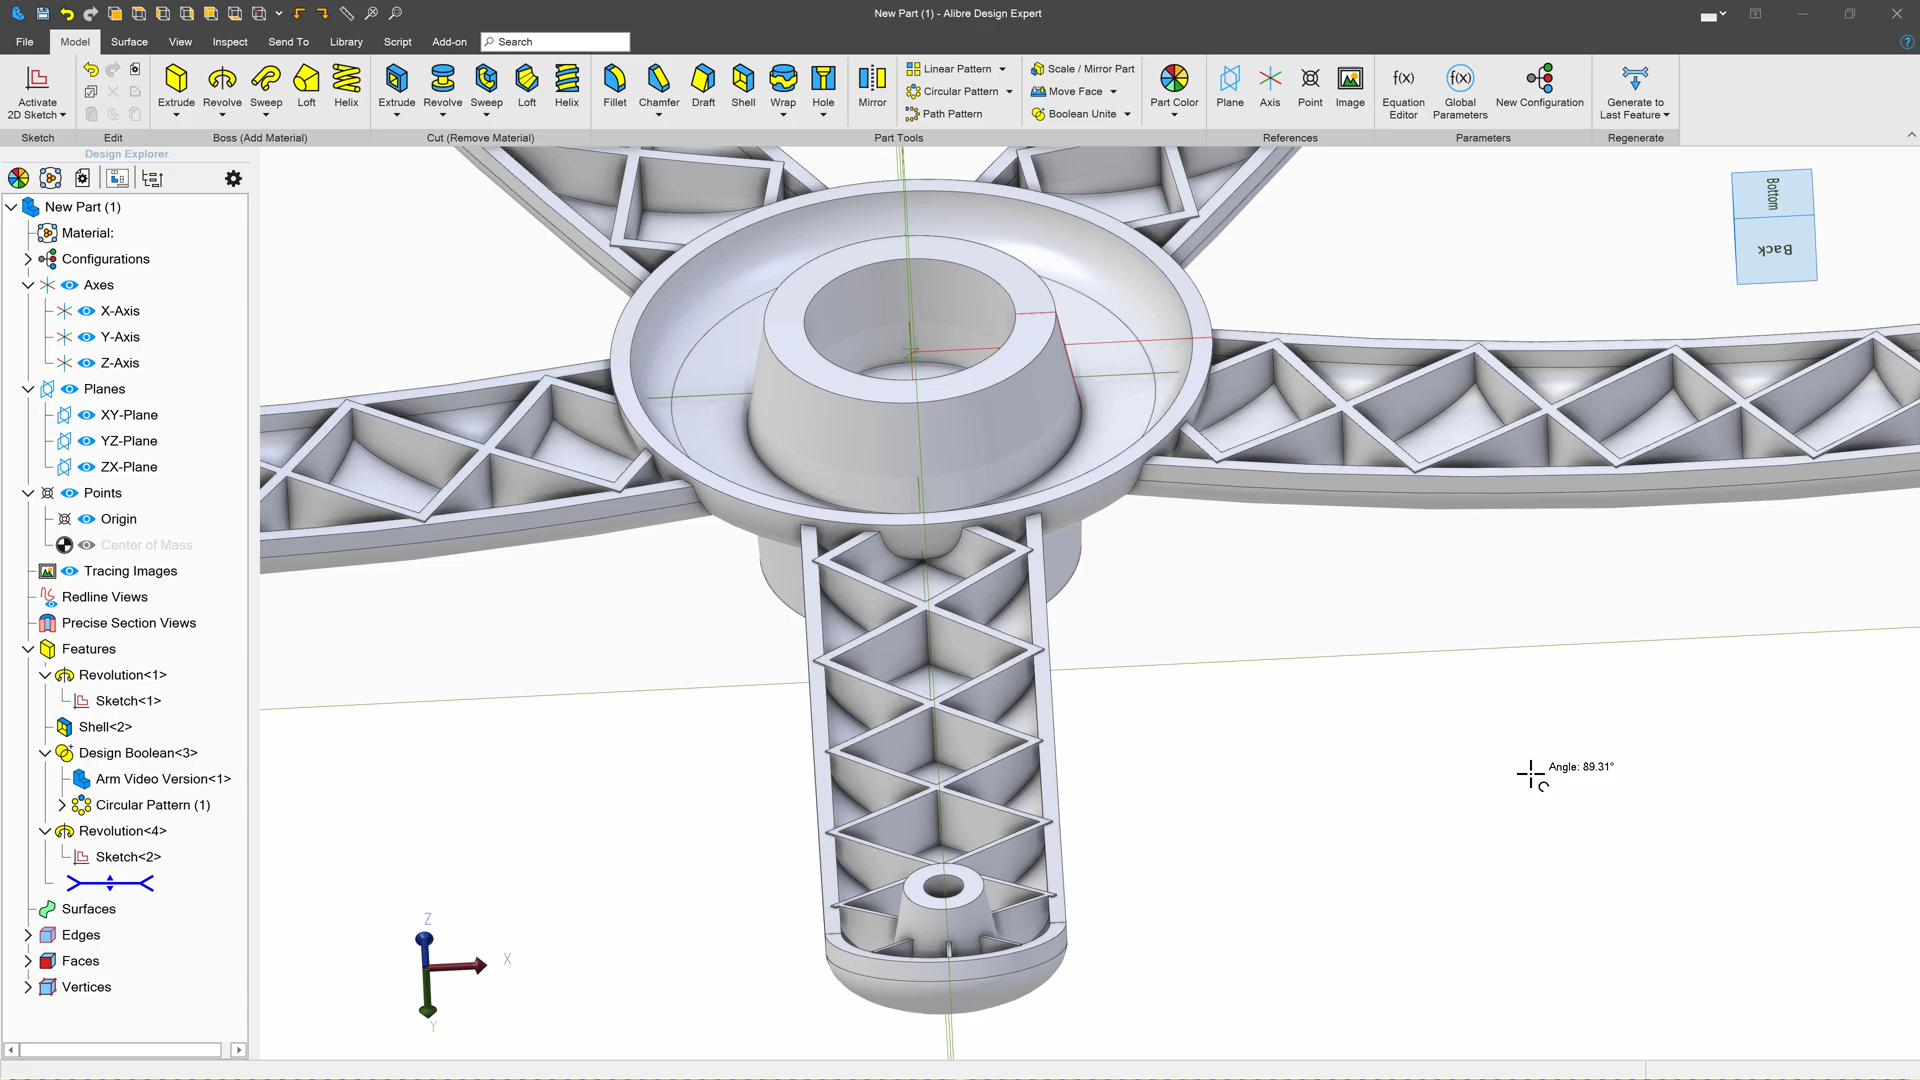 New Part (1) - Alibre Design Expert
File Model Surface View Inspect Send To Library Script Add-on Search
Activate
2D Sketch
Extrude Revolve Sweep Loft Helix
Extrude Revolve Sweep Loft Helix
Fillet Chamfer Draft Shell Wrap Hole Mirror
Linear Pattern
Circular Pattern
Path Pattern
Scale / Mirror Part
Move Face
Boolean Unite
Part Color
Plane Axis Point Image
Equation
Editor
f(x)
Global
Parameters
f(x)
New Configuration
Generate to
Last Feature
Sketch Edit Boss (Add Material) Cut (Remove Material) Part Tools References Parameters Regenerate
Design Explorer
New Part (1)
Material:
Configurations
Axes
X-Axis
Y-Axis
Z-Axis
Planes
XY-Plane
YZ-Plane
ZX-Plane
Points
Origin
Center of Mass
Tracing Images
Redline Views
Precise Section Views
Features
Revolution<1>
Sketch<1>
Shell<2>
Design Boolean<3>
Arm Video Version<1>
Circular Pattern (1)
Revolution<4>
Sketch<2>
Surfaces
Edges
Faces
Vertices
Bottom
Back
Angle: 89.31°
Z
X
Y